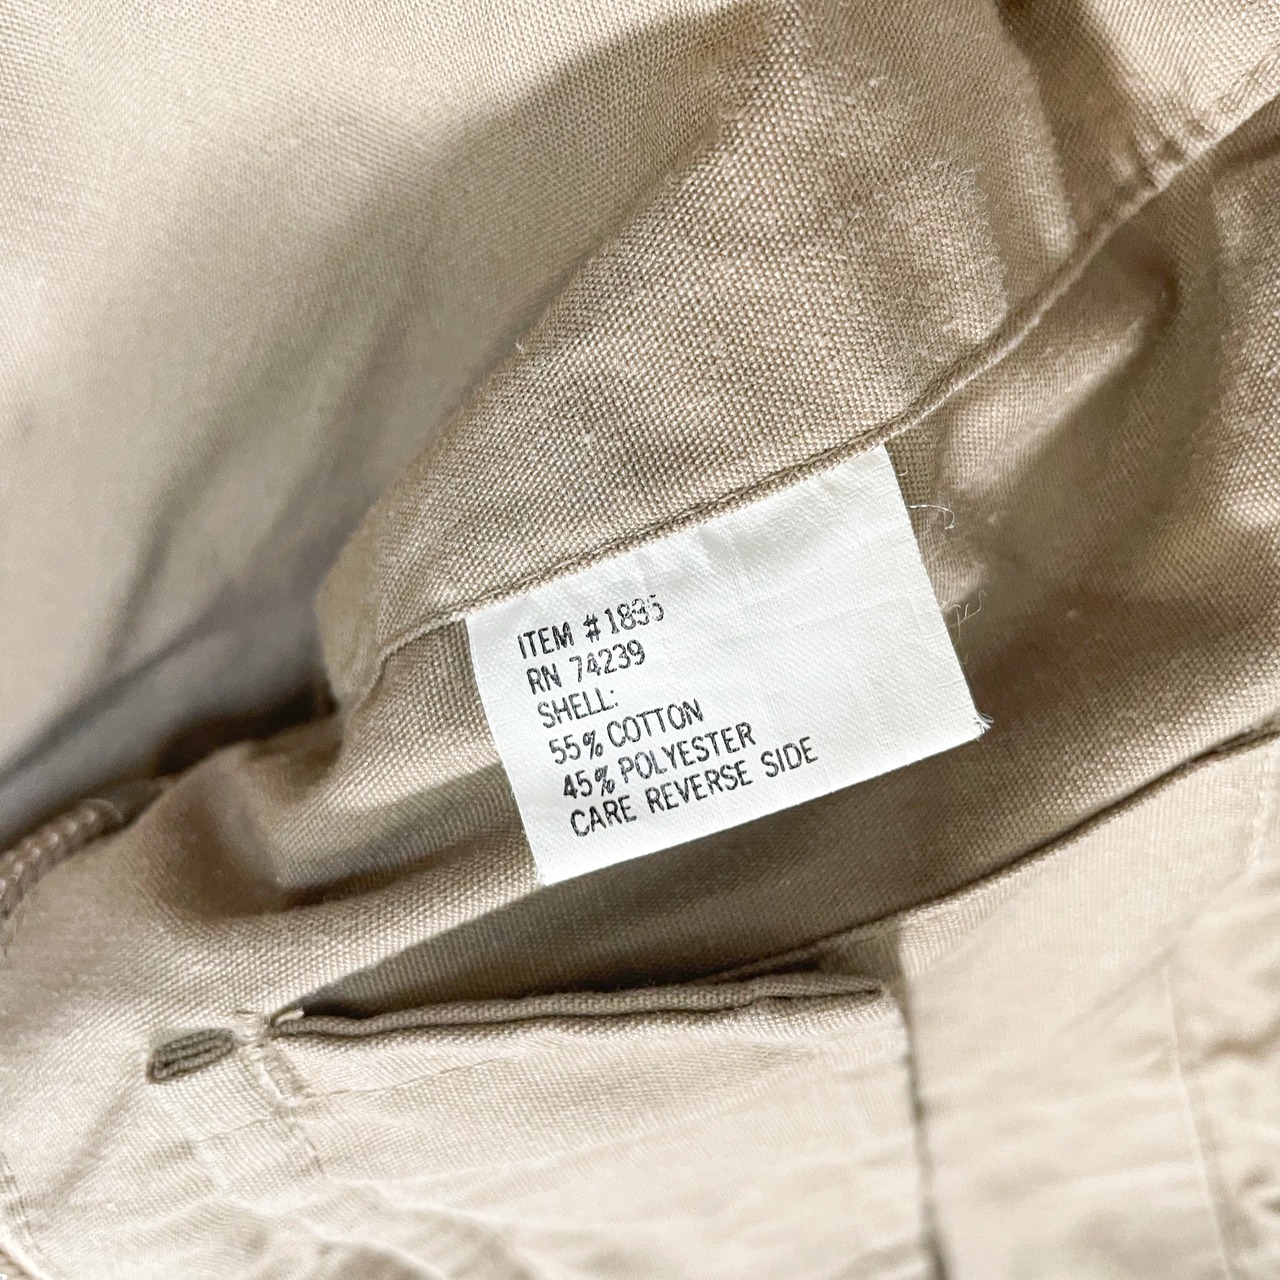 ITEM #1835
RN 74239
SHELL:
55% COTTON
45% POLYESTER
CARE REVERSE SIDE